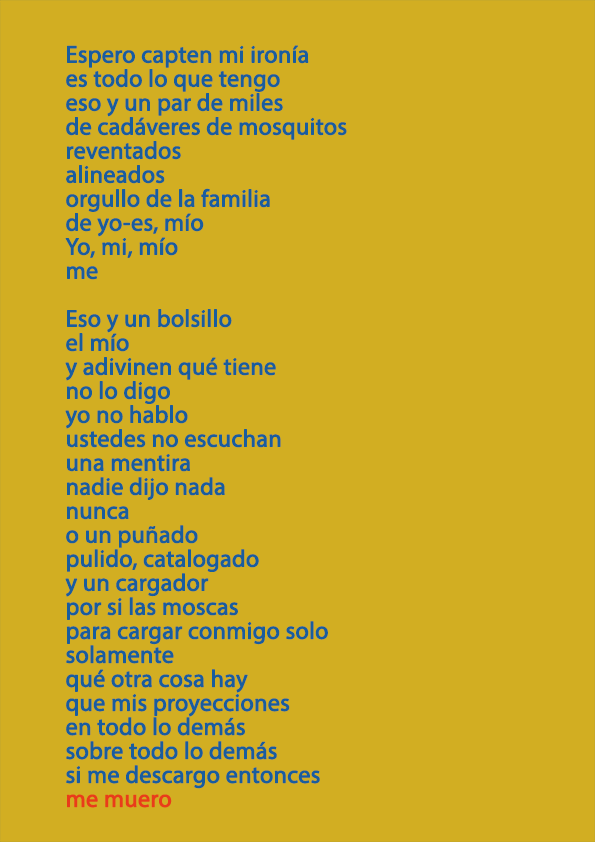 Espero capten mi ironía
es todo lo que tengo
eso y un par de miles
de cadáveres de mosquitos
reventados
alineados
orgullo de la familia
de yo-es, mío
Yo, mi, mío
me
Eso y un bolsillo
el mío
y adivinen qué tiene
no lo digo
yo no hablo
ustedes no escuchan
una mentira
nadie dijo nada
nunca
o un puñado
pulido, catalogado
y un cargador
por si las moscas
para cargar conmigo solo
solamente
qué otra cosa hay
que mis proyecciones
en todo lo demás
sobre todo lo demás
si me descargo entonces
me muero